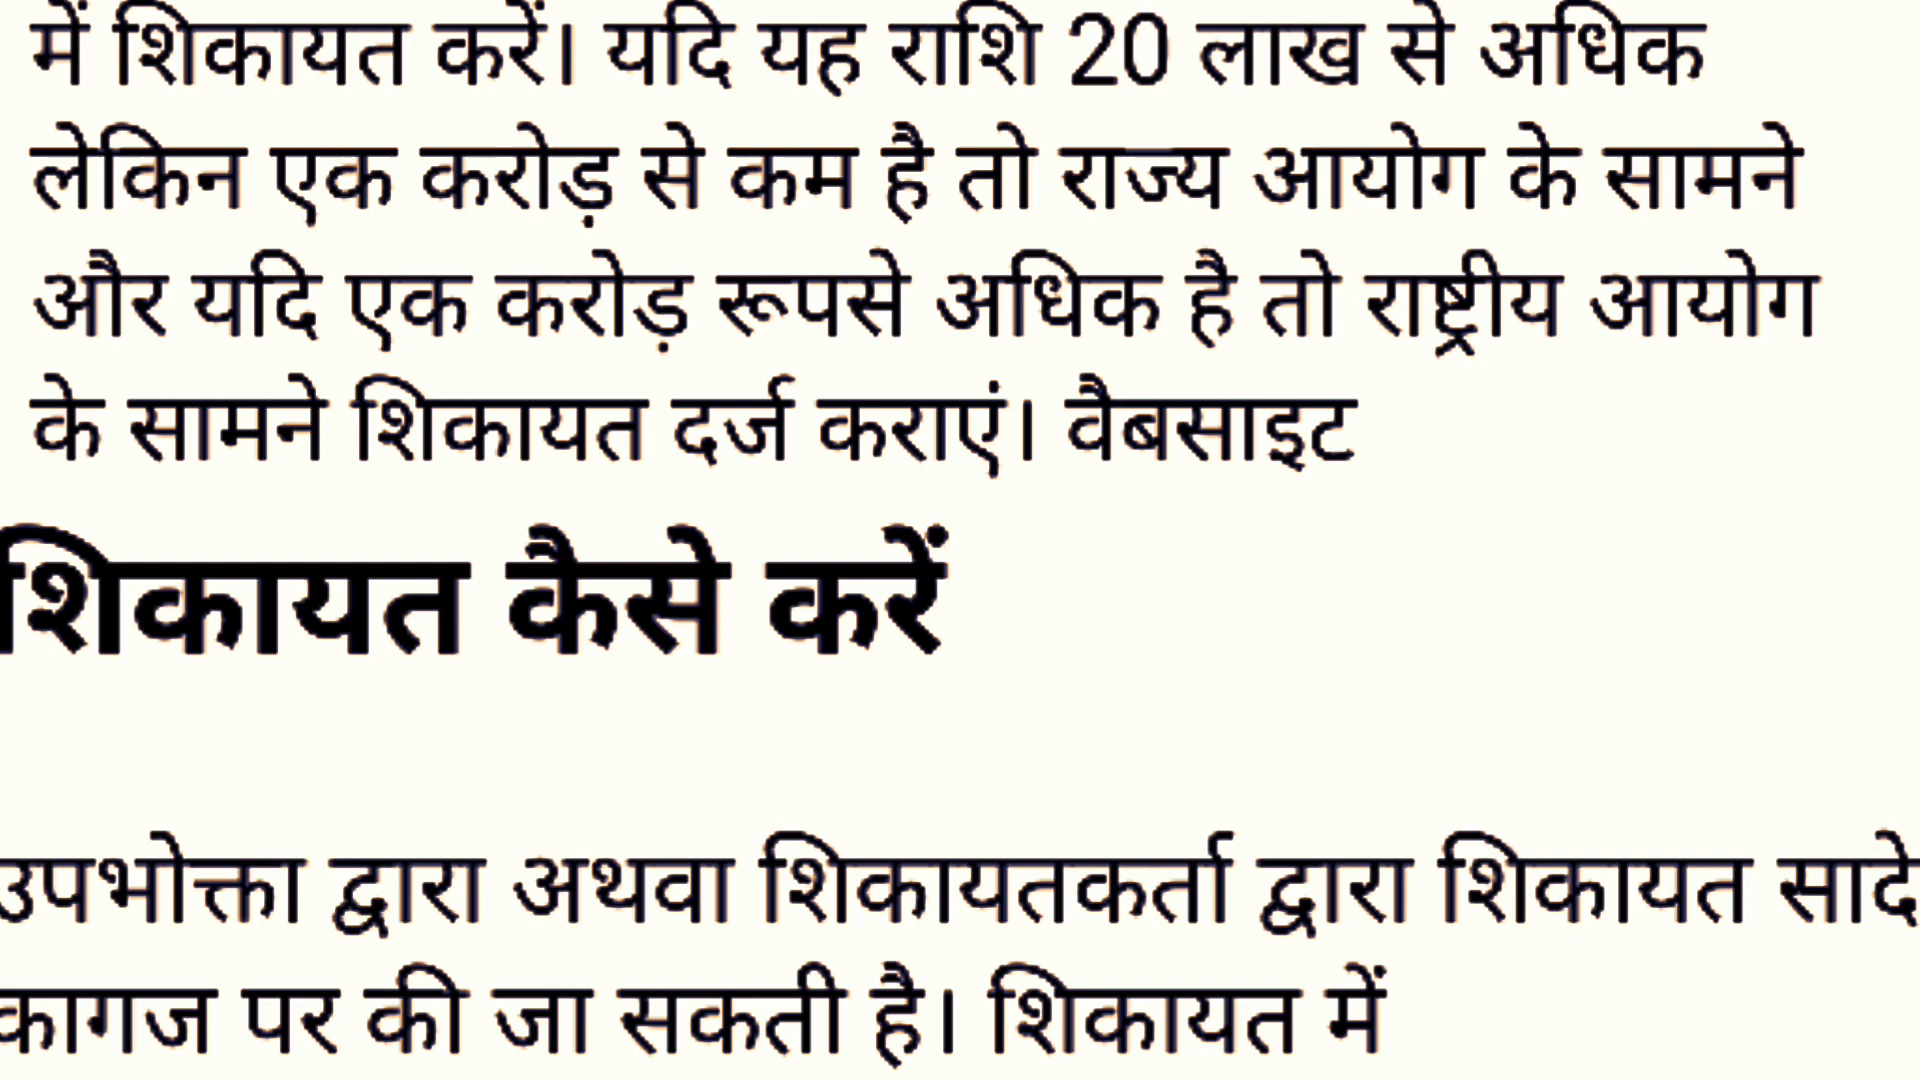 में शिकायत करें। यदि यह राशि 20 लाख से अधिक
लेकिन एक करोड़ से कम है तो राज्य आयोग के सामने
और यदि एक करोड़ रूपसे अधिक है तो राष्ट्रीय आयोग
के सामने शिकायत दर्ज कराएं। वैबसाइट
शिकायत कैसे करें
उपभोक्ता द्वारा अथवा शिकायतकर्ता द्वारा शिकायत सादे
कागज पर की जा सकती है। शिकायत में